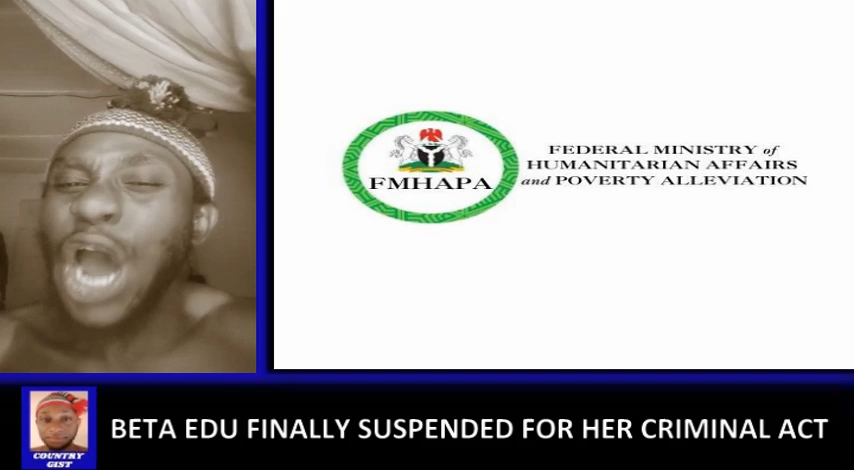 FMHAPA
FEDERAL MINISTRY of
HUMANITARIAN AFFAIRS
and POVERTY ALLEVIATION
COUNTRY
GIST
BETA EDU FINALLY SUSPENDED FOR HER CRIMINAL ACT